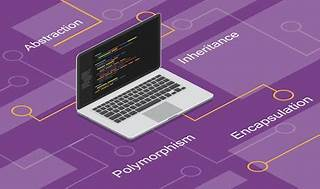 Abstraction
Inheritance
Polymorphism
Encapsulation